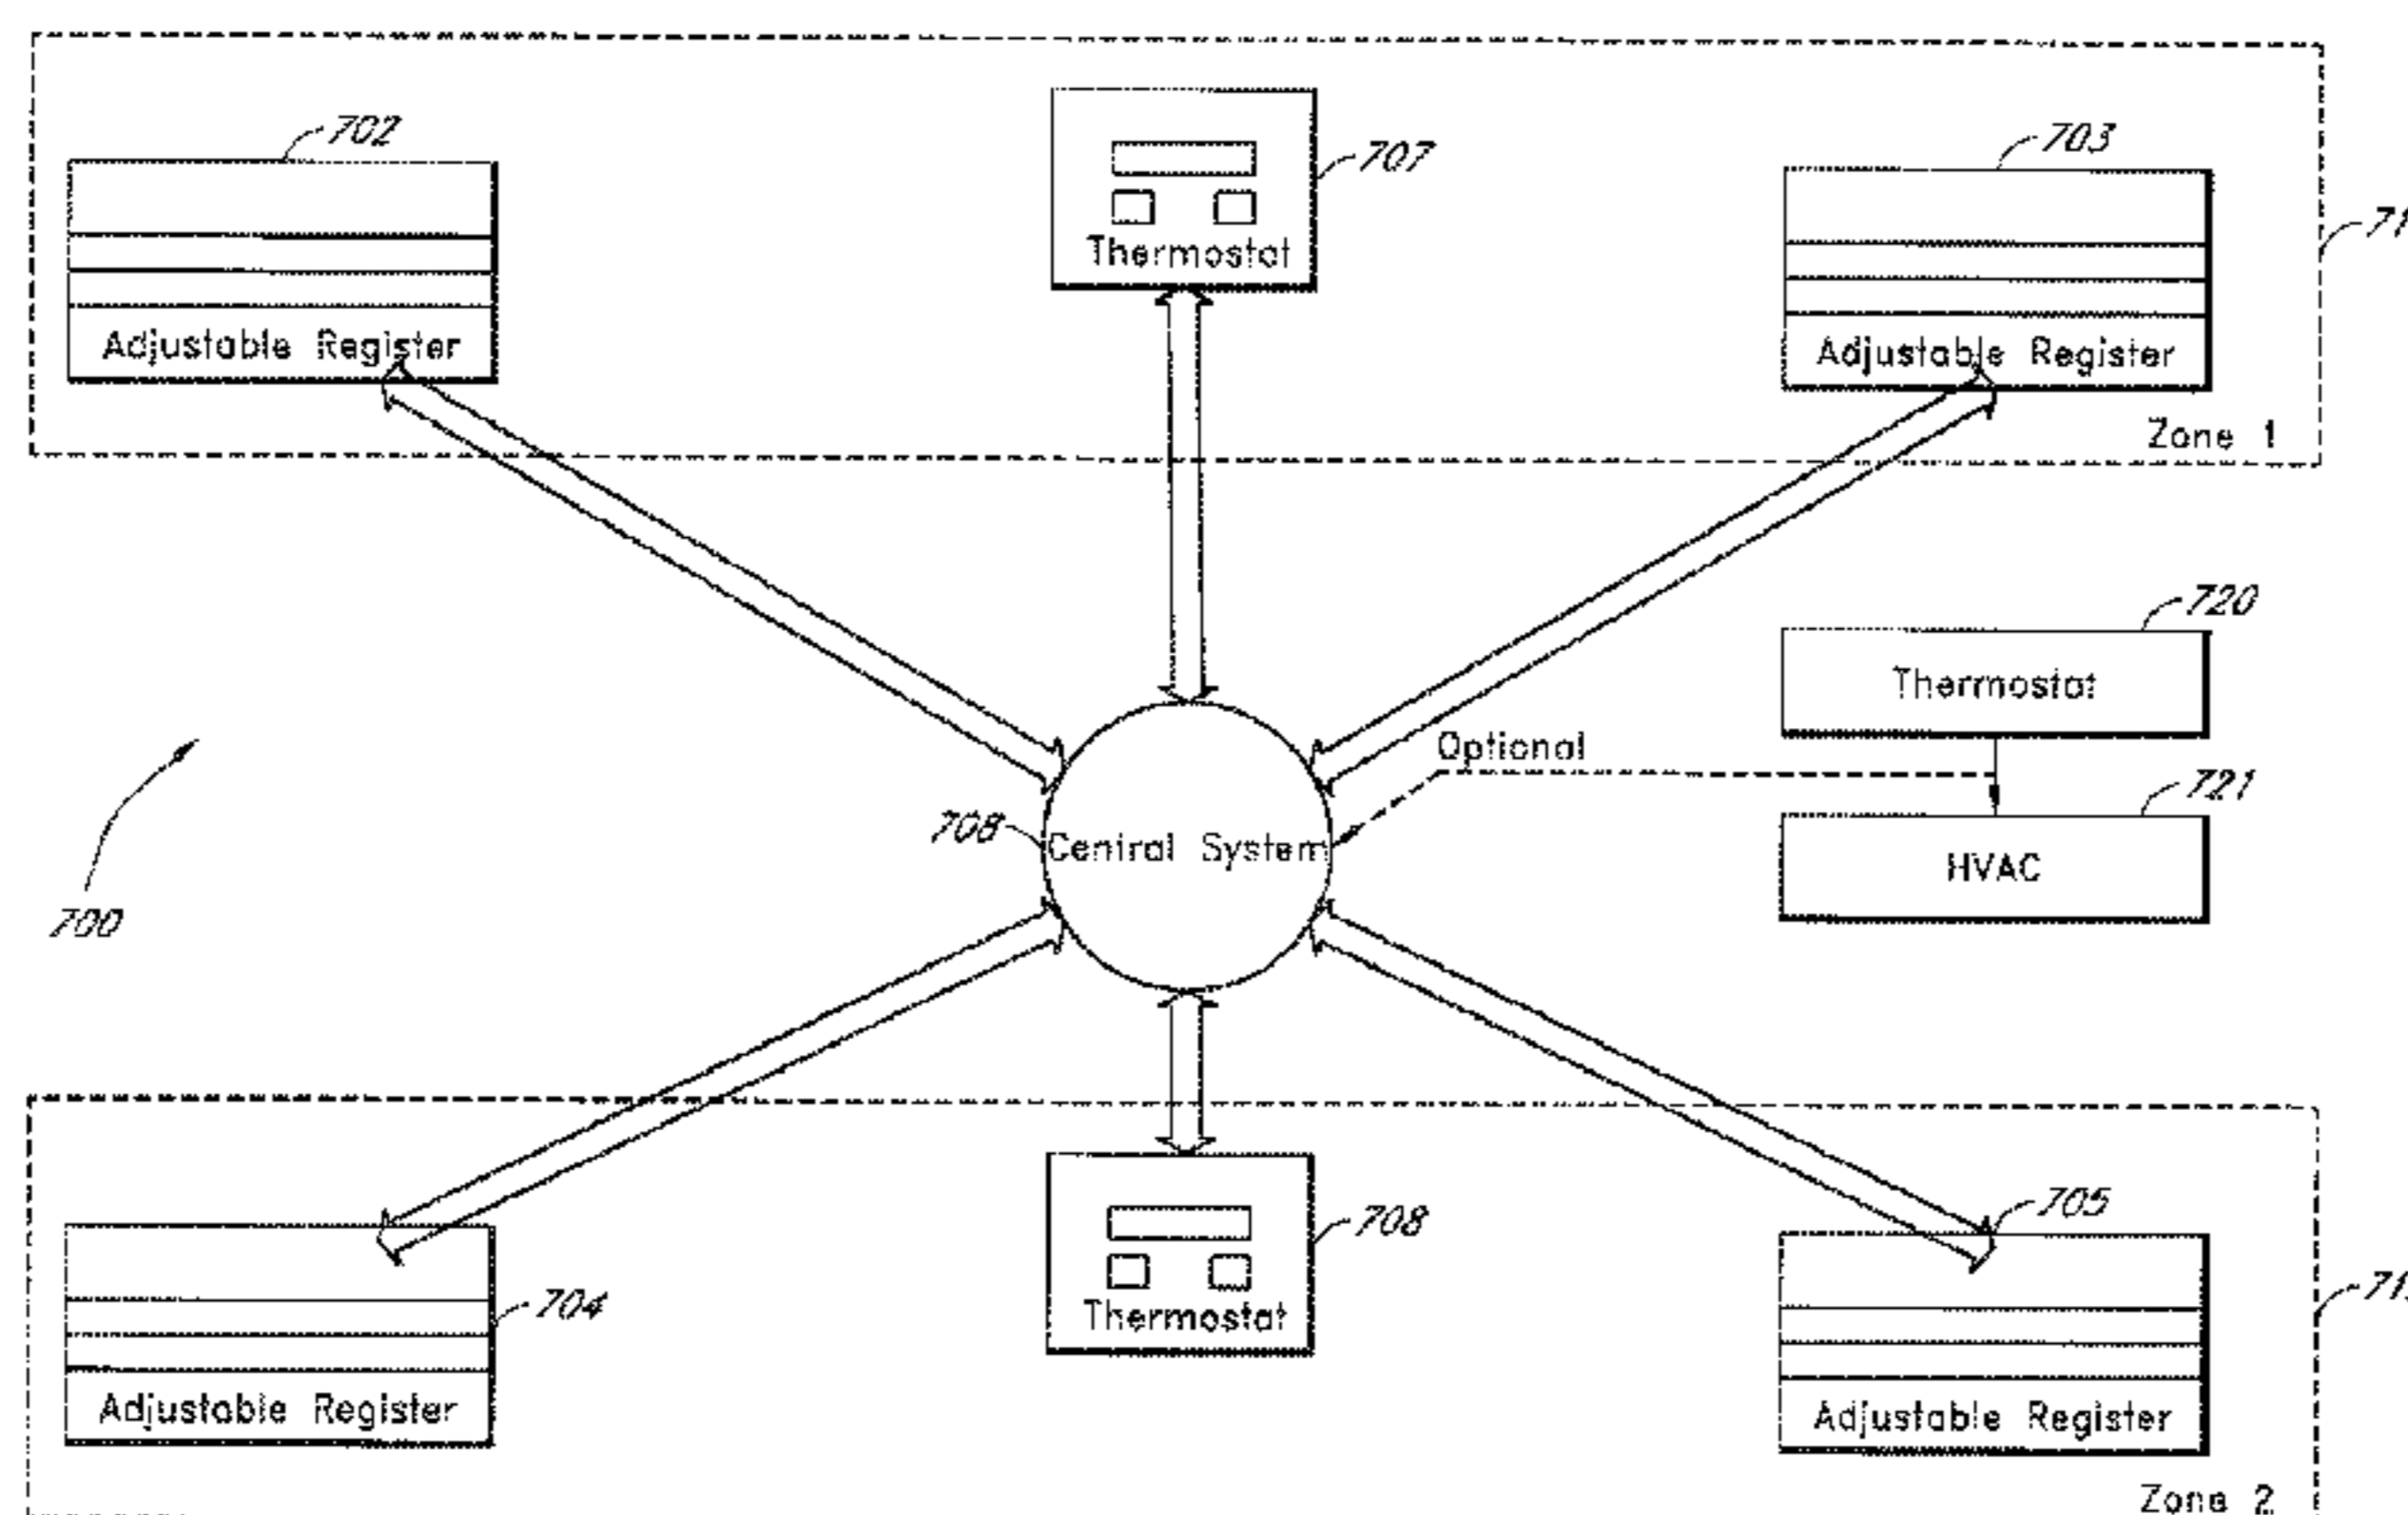 702
707
703
Thermostat
Adjustable Register
Adjustable Register
Zone 1
720
Thermostat
Optional
721
708
Central System
HVAC
700
705
708
704
Thermostat
Adjustable Register
Adjustable Register
Zone 2